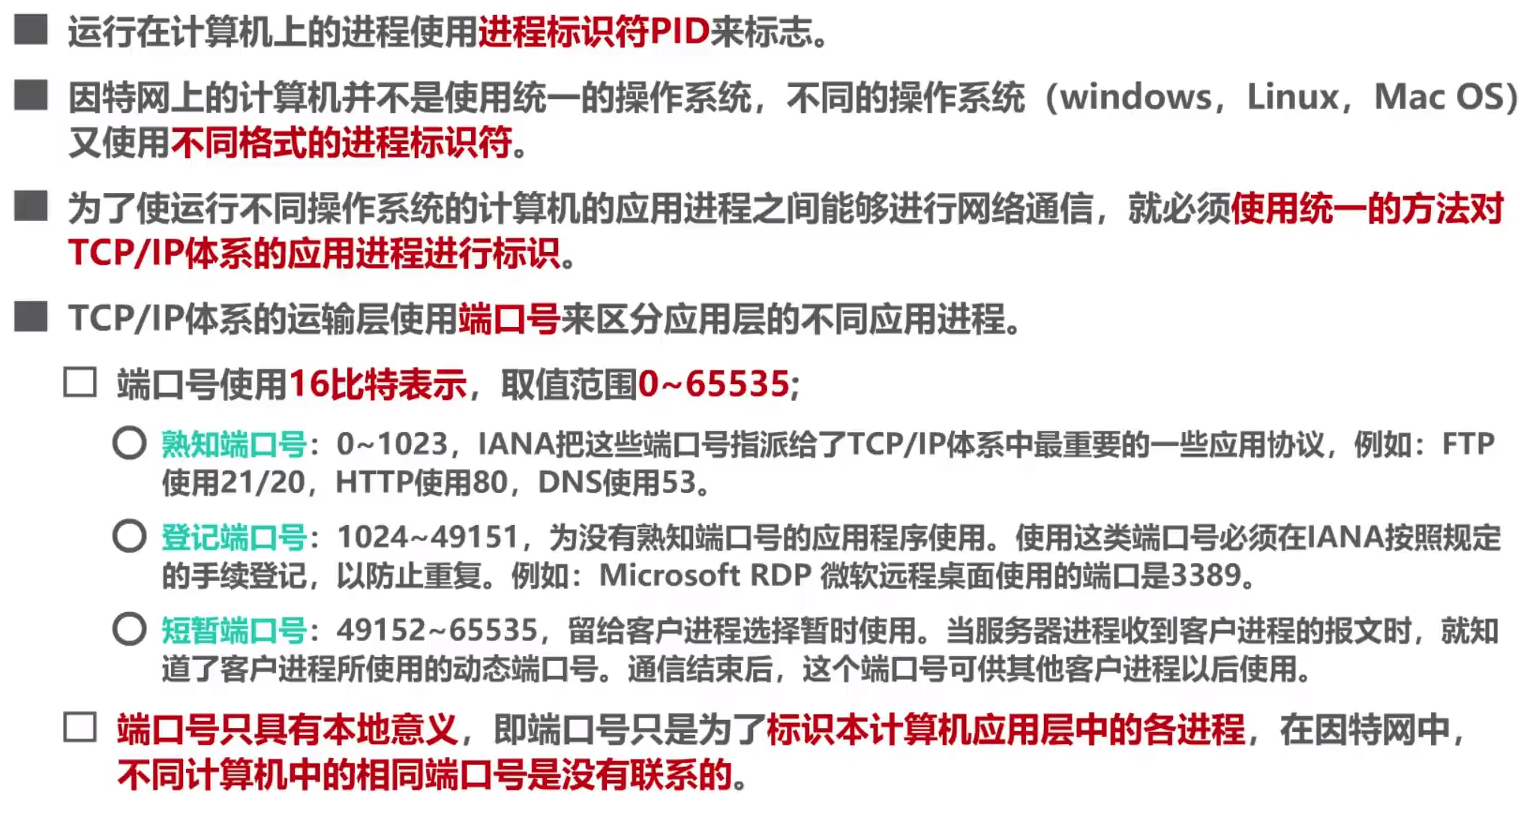 运行在计算机上的进程使用进程标识符PID来标志。
因特网上的计算机并不是使用统一的操作系统，不同的操作系统（windows，Linux，Mac OS）
又使用不同格式的进程标识符。
为了使运行不同操作系统的计算机的应用进程之间能够进行网络通信，就必须使用统一的方法对
TCP/IP体系的应用进程进行标识。
TCP/IP体系的运输层使用端口号来区分应用层的不同应用进程。
端口号使用16比特表示，取值范围0~65535;
熟知端口号：0~1023，IANA把这些端口号指派给了TCP/IP体系中最重要的一些应用协议，例如：FTP
使用21/20，HTTP使用80，DNS使用53。
登记端口号：1024~49151，为没有熟知端口号的应用程序使用。使用这类端口号必须在IANA按照规定
的手续登记，以防止重复。例如：Microsoft RDP 微软远程桌面使用的端口是3389。
短暂端口号：49152~65535，留给客户进程选择暂时使用。当服务器进程收到客户进程的报文时，就知
道了客户进程所使用的动态端口号。通信结束后，这个端口号可供其他客户进程以后使用。
端口号只具有本地意义，即端口号只是为了标识本计算机应用层中的各进程，在因特网中，
不同计算机中的相同端口号是没有联系的。